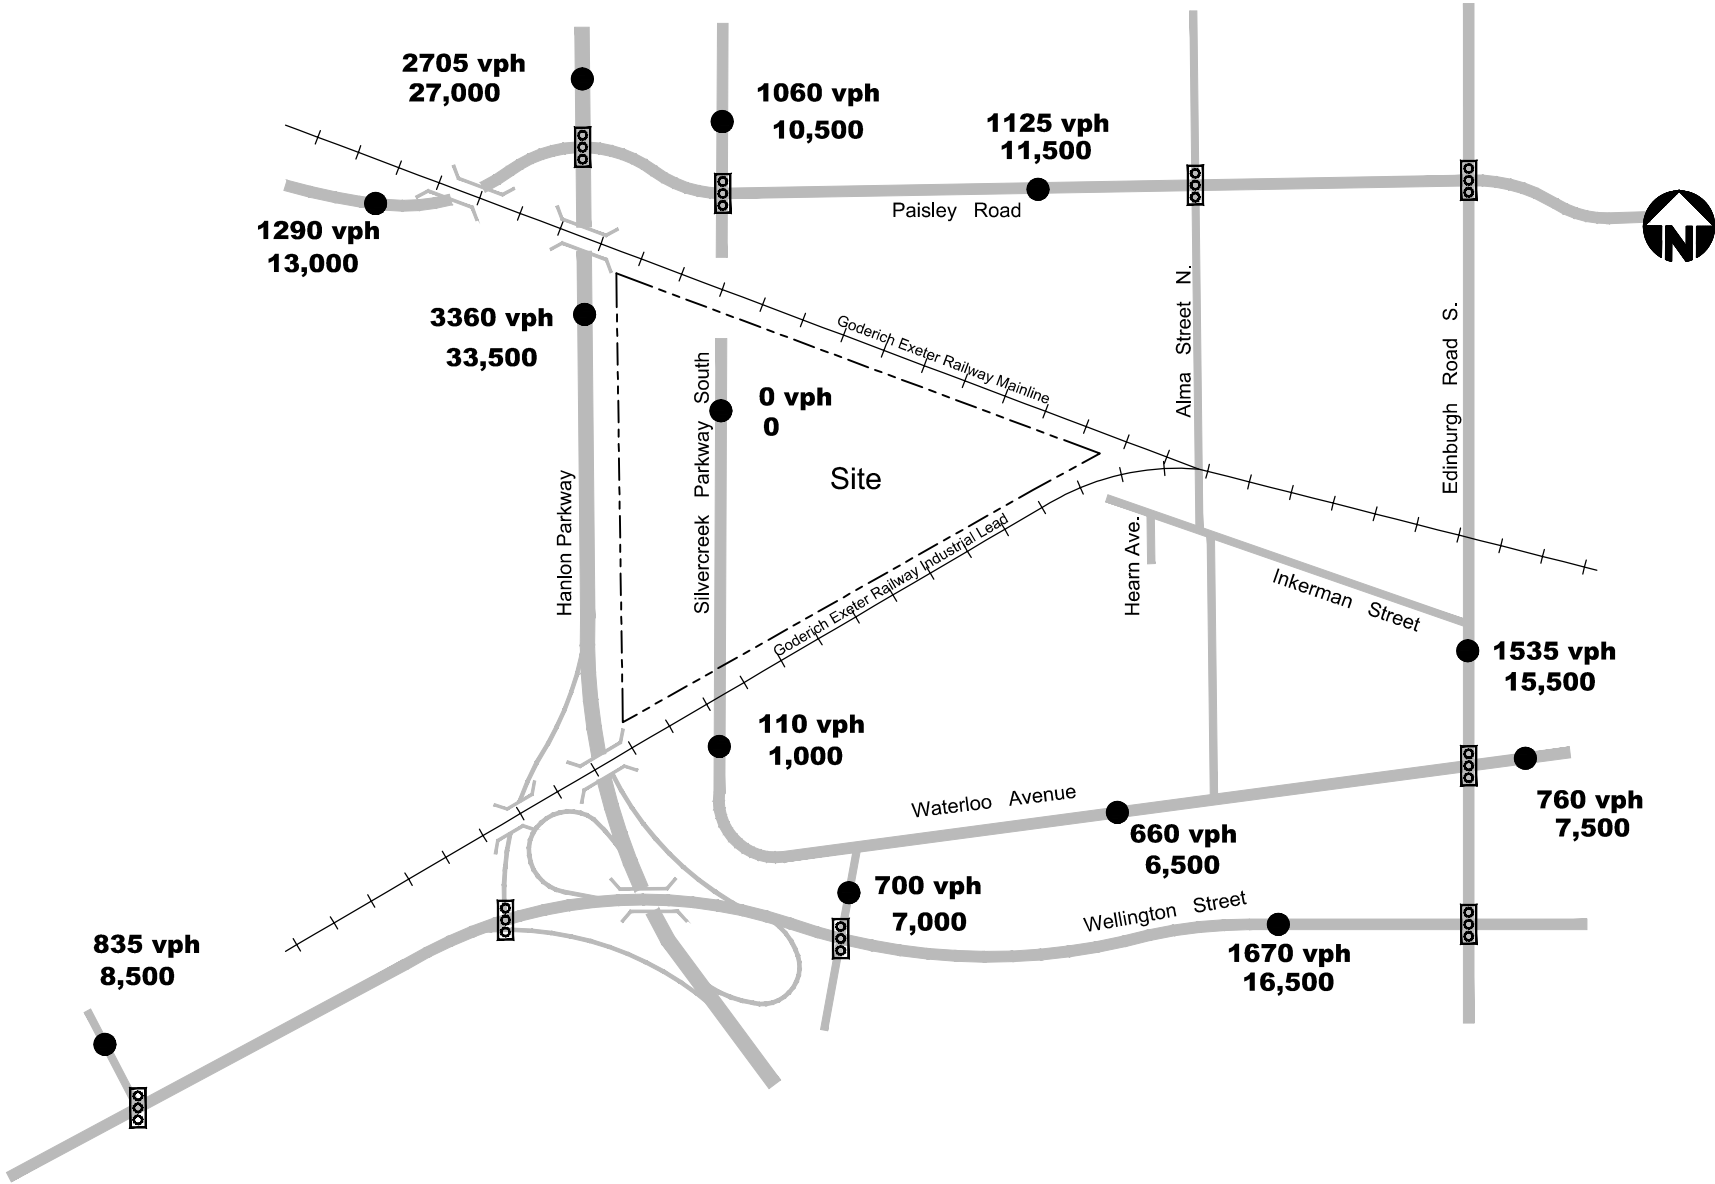 2705 vph
27,000
1060 vph
10,500
1125 vph
11,500
Paisley Road
N
1290 vph
13,000
3360 vph
33,500
Goderich Exeter Railway Mainline
Alma Street N.
Edinburgh Road S.
Silvercreek Parkway South
0 vph
0
Site
Hanlon Parkway
Goderich Exeter Railway Industrial Lead
Hearn Ave.
Inkerman Street
1535 vph
15,500
110 vph
1,000
Waterloo Avenue
760 vph
7,500
660 vph
6,500
700 vph
7,000
Wellington Street
1670 vph
16,500
835 vph
8,500